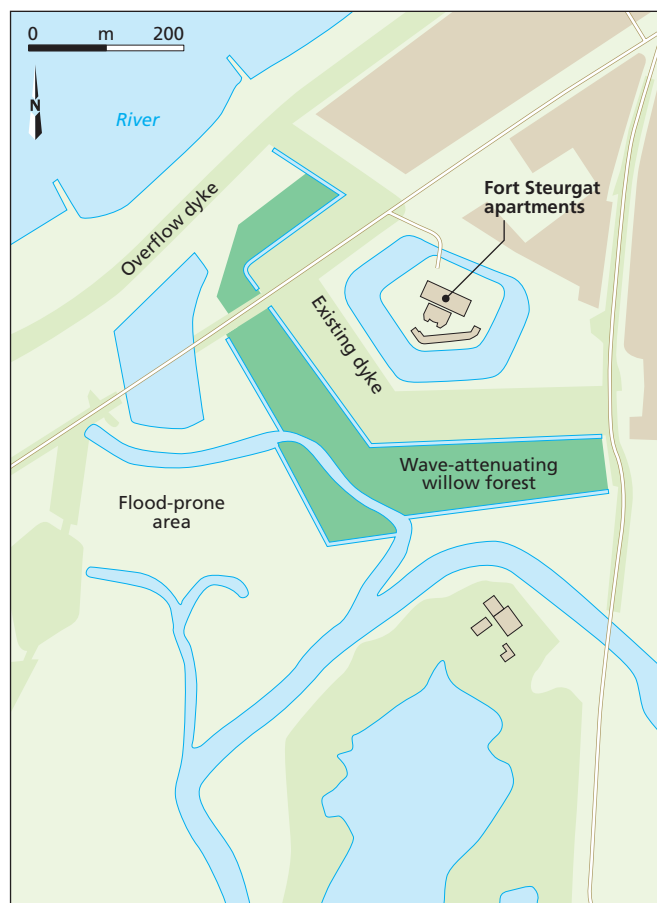 0 m 200
N
River
Overflow dyke
Fort Steurgat
apartments
Existing dyke
Wave-attenuating
willow forest
Flood-prone
area